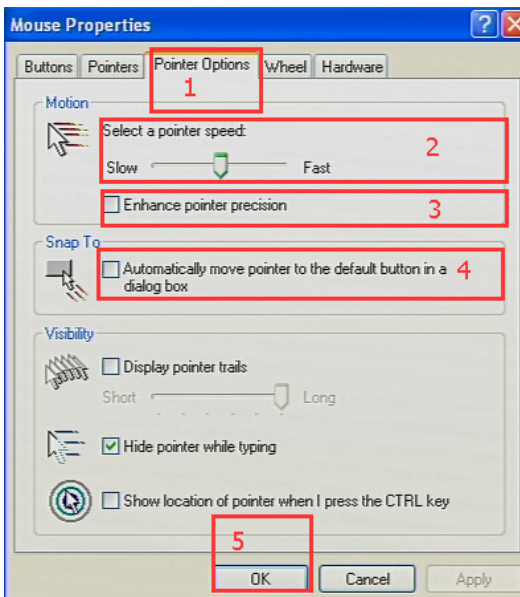 Mouse Properties
Buttons Pointers Pointer Options Wheel Hardware
1
Motion
Select a pointer speed:
2
Slow Fast
Enhance pointer precision
3
Snap To
Automatically move pointer to the default button in a
4
dialog box
Visibility
Display pointer trails
Short Long
Hide pointer while typing
Show location of pointer when I press the CTRL key
5
OK Cancel Apply